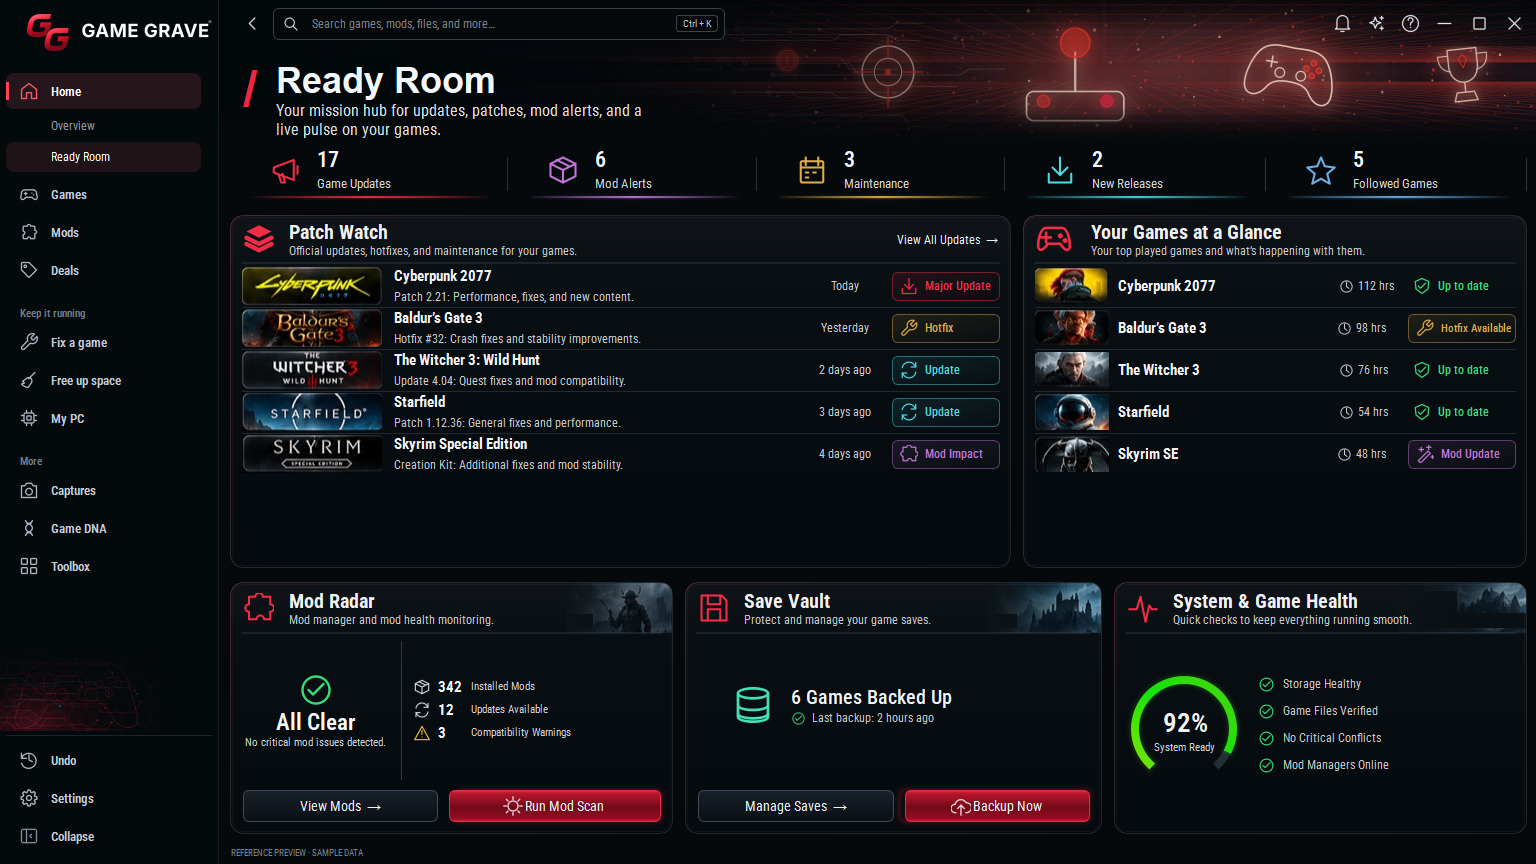 GG GAME GRAVE
Search games, mods, files, and more...
Ctrl + K
Home
Overview
Ready Room
Games
Mods
Deals
Keep it running
Fix a game
Free up space
My PC
More
Captures
Game DNA
Toolbox
Undo
Settings
Collapse
/ Ready Room
Your mission hub for updates, patches, mod alerts, and a
live pulse on your games.
17
Game Updates
6
Mod Alerts
3
Maintenance
2
New Releases
5
Followed Games
Patch Watch
Official updates, hotfixes, and maintenance for your games.
View All Updates →
CYBERPUNK
2077
Cyberpunk 2077
Patch 2.21: Performance, fixes, and new content.
Today
Major Update
Baldur's
Gate 3
Baldur's Gate 3
Hotfix #32: Crash fixes and stability improvements.
Yesterday
Hotfix
THE
WITCHER 3
WILD HUNT
The Witcher 3: Wild Hunt
Update 4.04: Quest fixes and mod compatibility.
2 days ago
Update
STARFIELD
Starfield
Patch 1.12.36: General fixes and performance.
3 days ago
Update
SKYRIM
SPECIAL EDITION
Skyrim Special Edition
Creation Kit: Additional fixes and mod stability.
4 days ago
Mod Impact
Your Games at a Glance
Your top played games and what's happening with them.
Cyberpunk 2077
112 hrs
Up to date
Baldur's Gate 3
98 hrs
Hotfix Available
The Witcher 3
76 hrs
Up to date
Starfield
54 hrs
Up to date
Skyrim SE
48 hrs
Mod Update
Mod Radar
Mod manager and mod health monitoring.
All Clear
No critical mod issues detected.
342 Installed Mods
12 Updates Available
3 Compatibility Warnings
View Mods →
Run Mod Scan
Save Vault
Protect and manage your game saves.
6 Games Backed Up
Last backup: 2 hours ago
Manage Saves →
Backup Now
System & Game Health
Quick checks to keep everything running smooth.
92%
System Ready
Storage Healthy
Game Files Verified
No Critical Conflicts
Mod Managers Online
REFERENCE PREVIEW · SAMPLE DATA